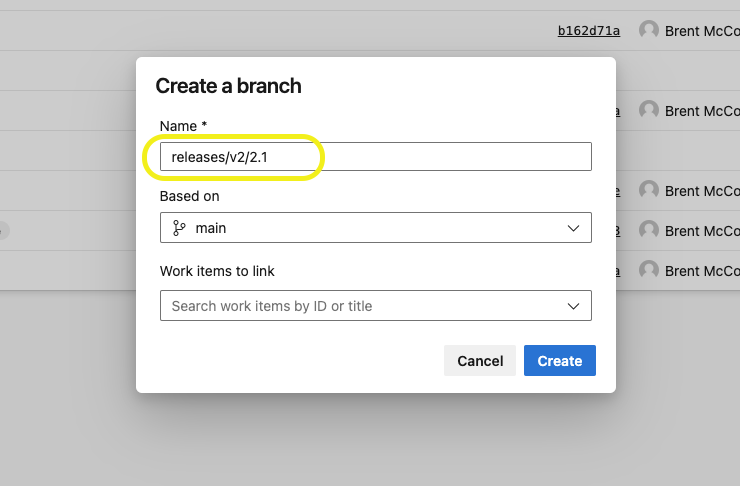 b162d71a Brent McCo
Create a branch
a Brent McCo
Name *
releases/v2/2.1
e Brent McCo
Based on
main
3 Brent McCo
Work items to link
a Brent McCo
Search work items by ID or title
Cancel Create